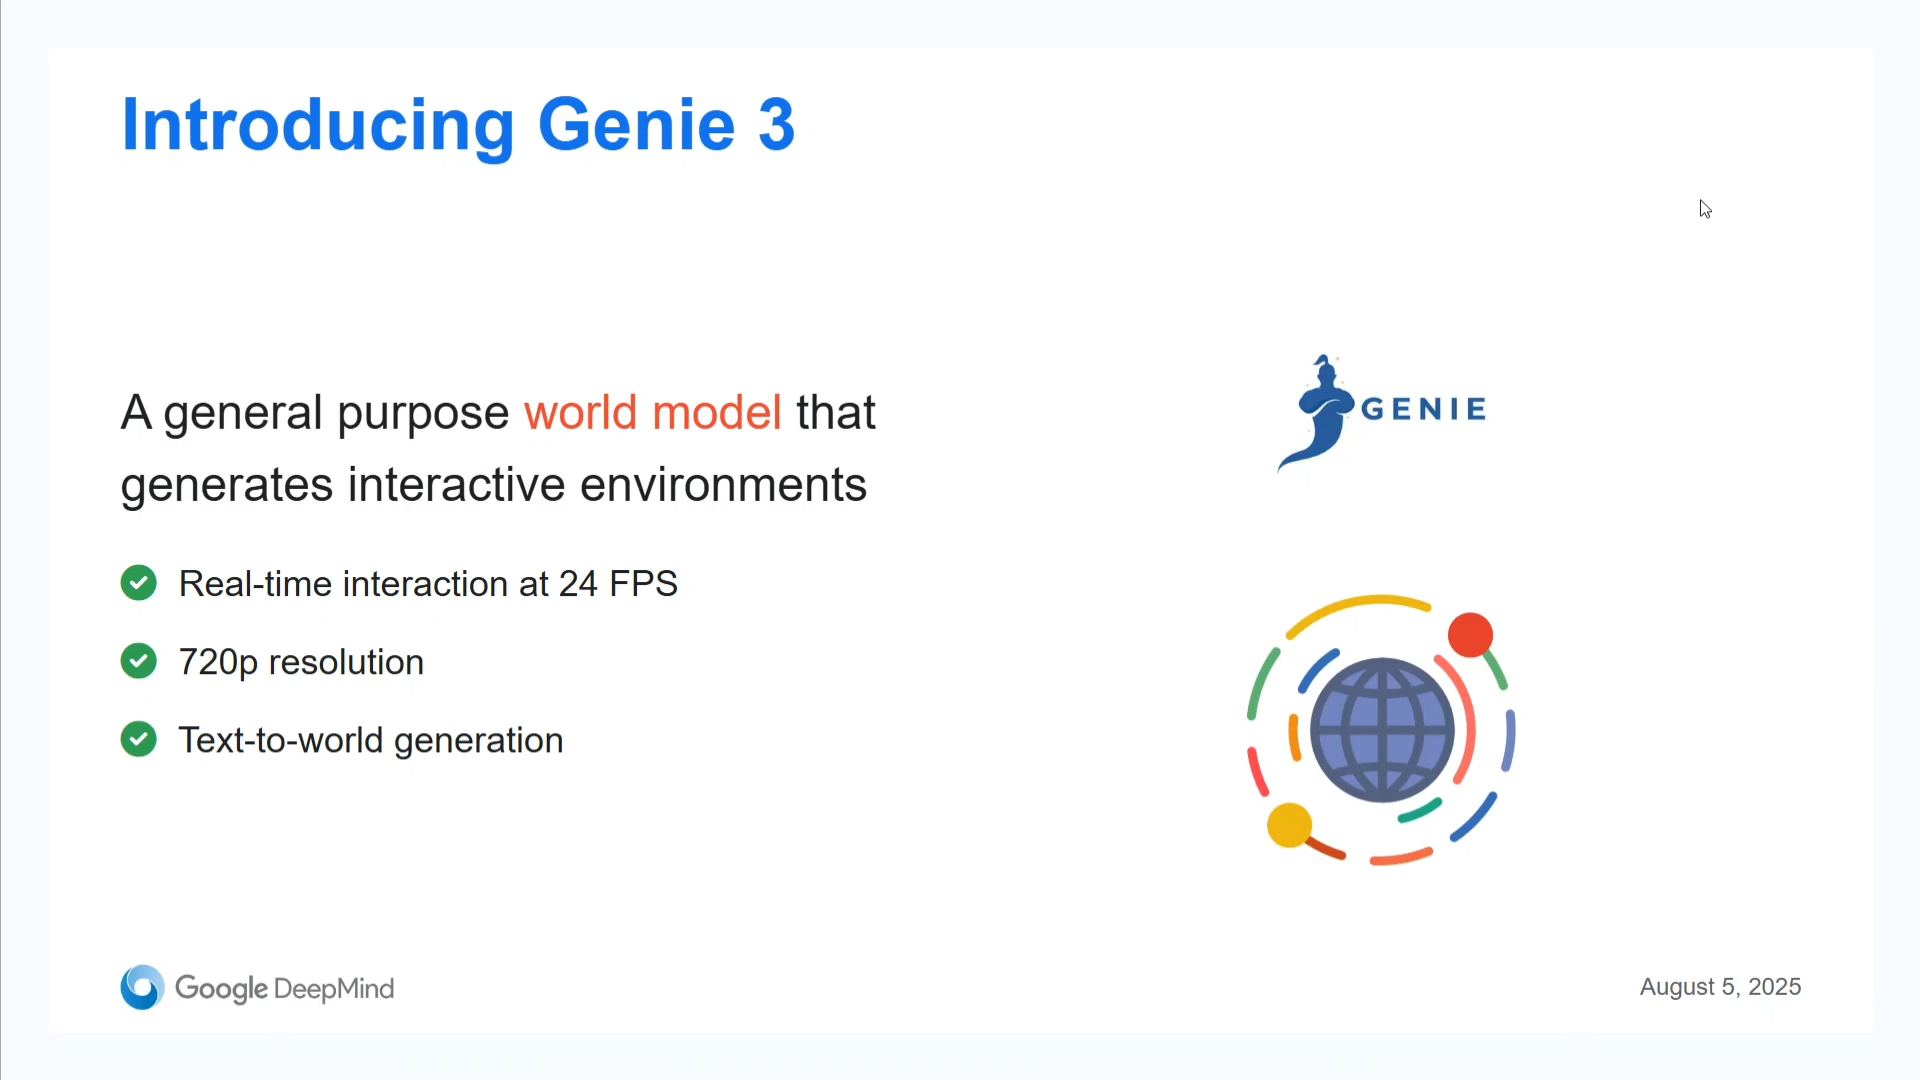 Introducing Genie 3
A general purpose world model that
generates interactive environments
Real-time interaction at 24 FPS
720p resolution
Text-to-world generation
GENIE
Google DeepMind
August 5, 2025